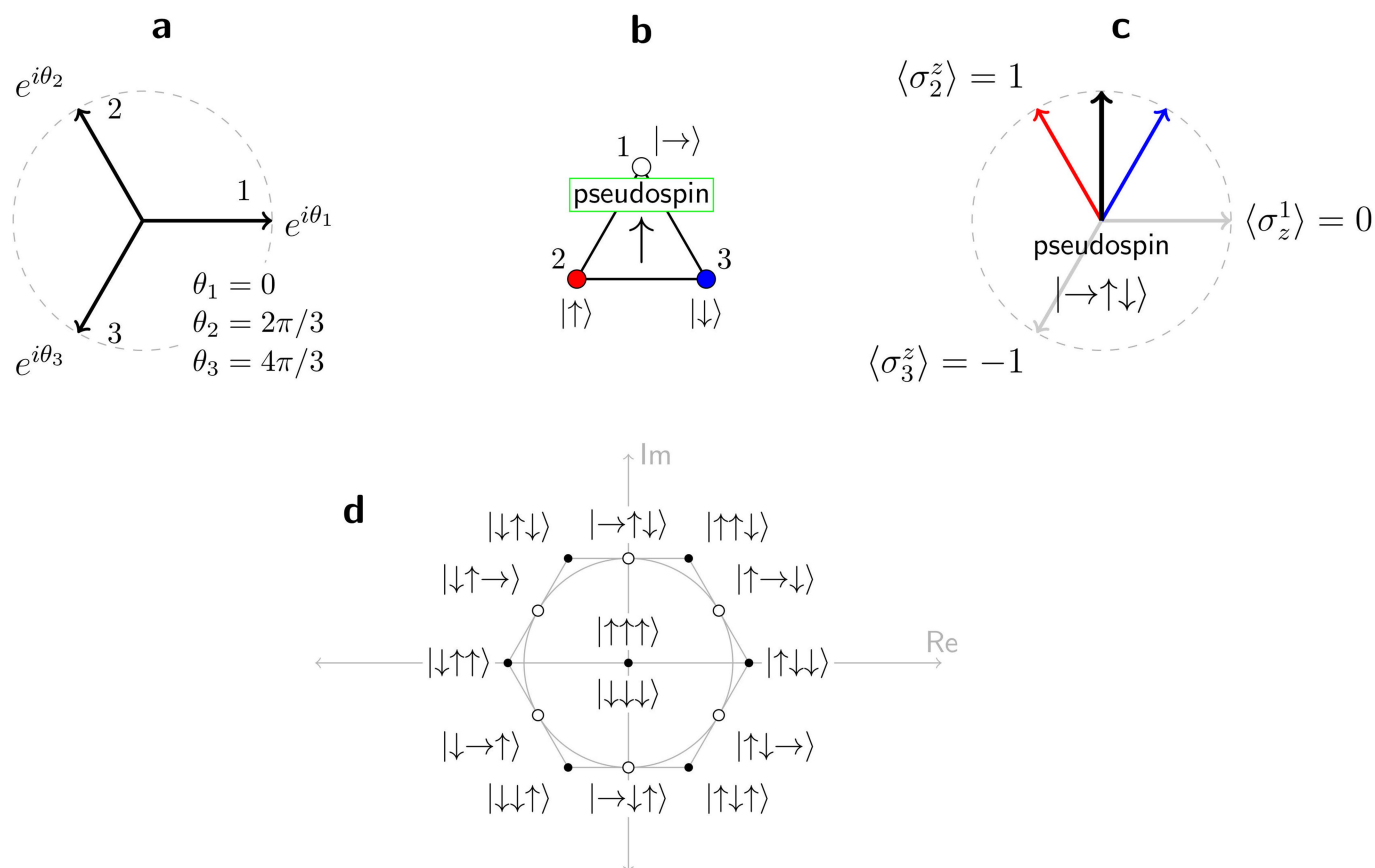 a
b
c
e^{iθ_2}
2
1
e^{iθ_1}
3
e^{iθ_3}
θ_1 = 0
θ_2 = 2π/3
θ_3 = 4π/3
1 |→⟩
pseudospin
2
3
|↑⟩
|↓⟩
⟨σ_2^z⟩ = 1
⟨σ_z^1⟩ = 0
pseudospin
|→↑↓⟩
⟨σ_3^z⟩ = −1
d
Im
|↓↑↓⟩ |→↑↓⟩ |↑↑↓⟩
|↓↑→⟩ |↑→↓⟩
|↑↑↑⟩
Re
|↓↑↑⟩ |↑↓↓⟩
|↓↓↓⟩
|↓→↑⟩ |↑↓→⟩
|↓↓↑⟩ |→↓↑⟩ |↑↓↑⟩